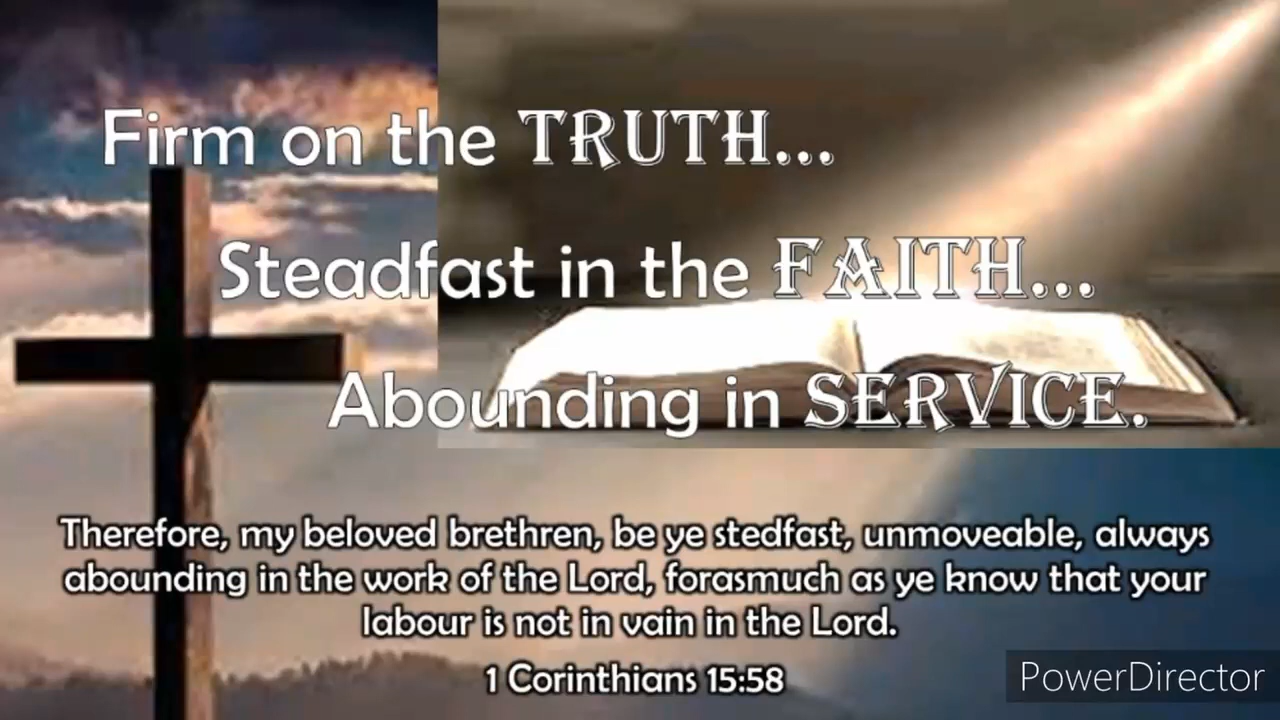 Firm on the TRUTH...
Steadfast in the FAITH...
Abounding in SERVICE.
Therefore, my beloved brethren, be ye stedfast, unmoveable, always
abounding in the work of the Lord, forasmuch as ye know that your
labour is not in vain in the Lord.
1 Corinthians 15:58
PowerDirector